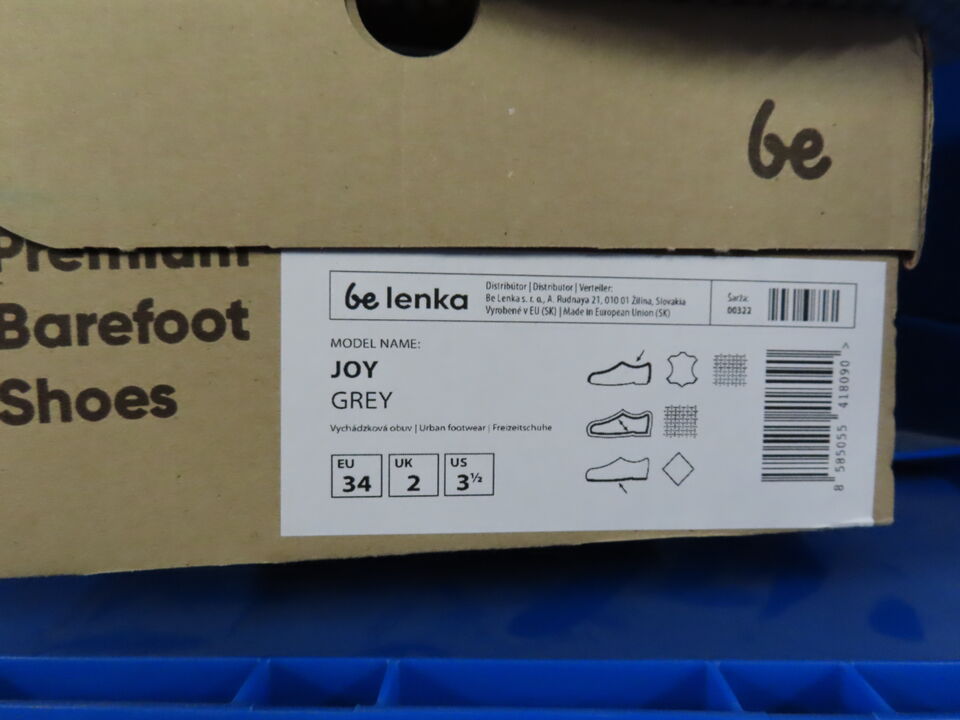 be
Premium
Barefoot
Shoes
be lenka
Distribútor | Distributor | Verteiler:
Be Lenka s. r. o., A. Rudnaya 21, 010 01 Žilina, Slovakia
Vyrobené v EÚ (SK) | Made in European Union (SK)
Šarža:
00322
MODEL NAME:
JOY
GREY
Vychádzková obuv | Urban footwear | Freizeitschuhe
EU
34
UK
2
US
3½
8 585055 418090 >